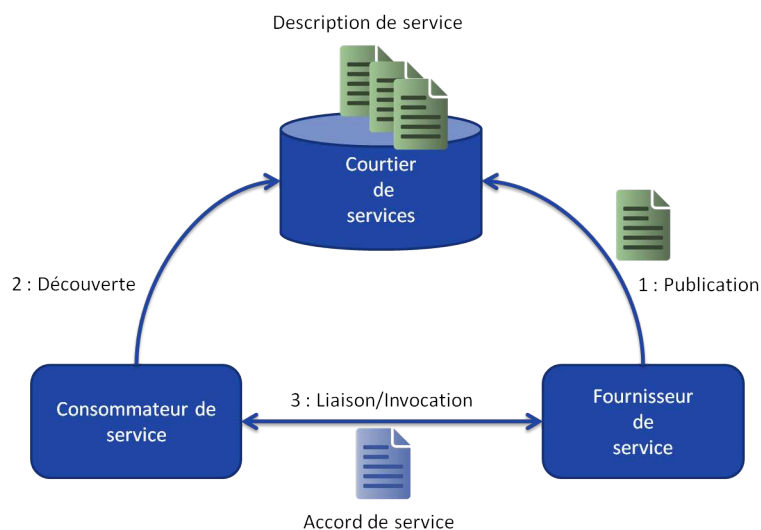 Description de service
Courtier
de
services
2 : Découverte
1 : Publication
Consommateur de
service
3 : Liaison/Invocation
Fournisseur
de
service
Accord de service